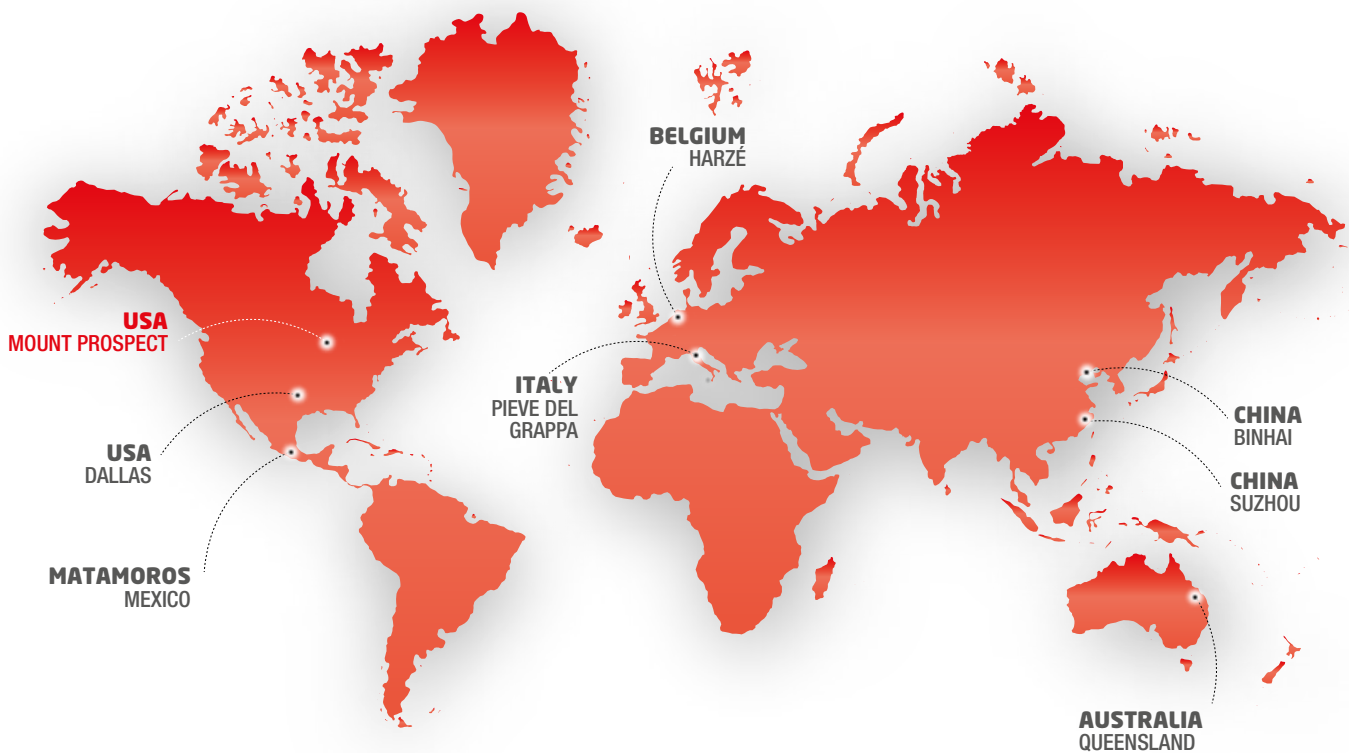 BELGIUM
HARZÉ
USA
MOUNT PROSPECT
ITALY
PIEVE DEL
GRAPPA
CHINA
BINHAI
USA
DALLAS
CHINA
SUZHOU
MATAMOROS
MEXICO
AUSTRALIA
QUEENSLAND